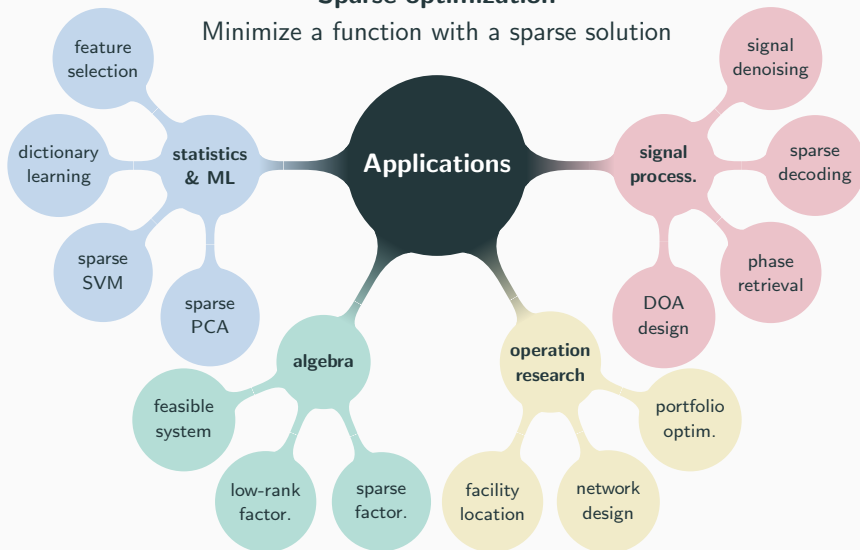 Sparse optimization
Minimize a function with a sparse solution
Applications
statistics
& ML
feature
selection
dictionary
learning
sparse
SVM
sparse
PCA
algebra
feasible
system
low-rank
factor.
sparse
factor.
operation
research
facility
location
network
design
portfolio
optim.
signal
process.
DOA
design
phase
retrieval
sparse
decoding
signal
denoising